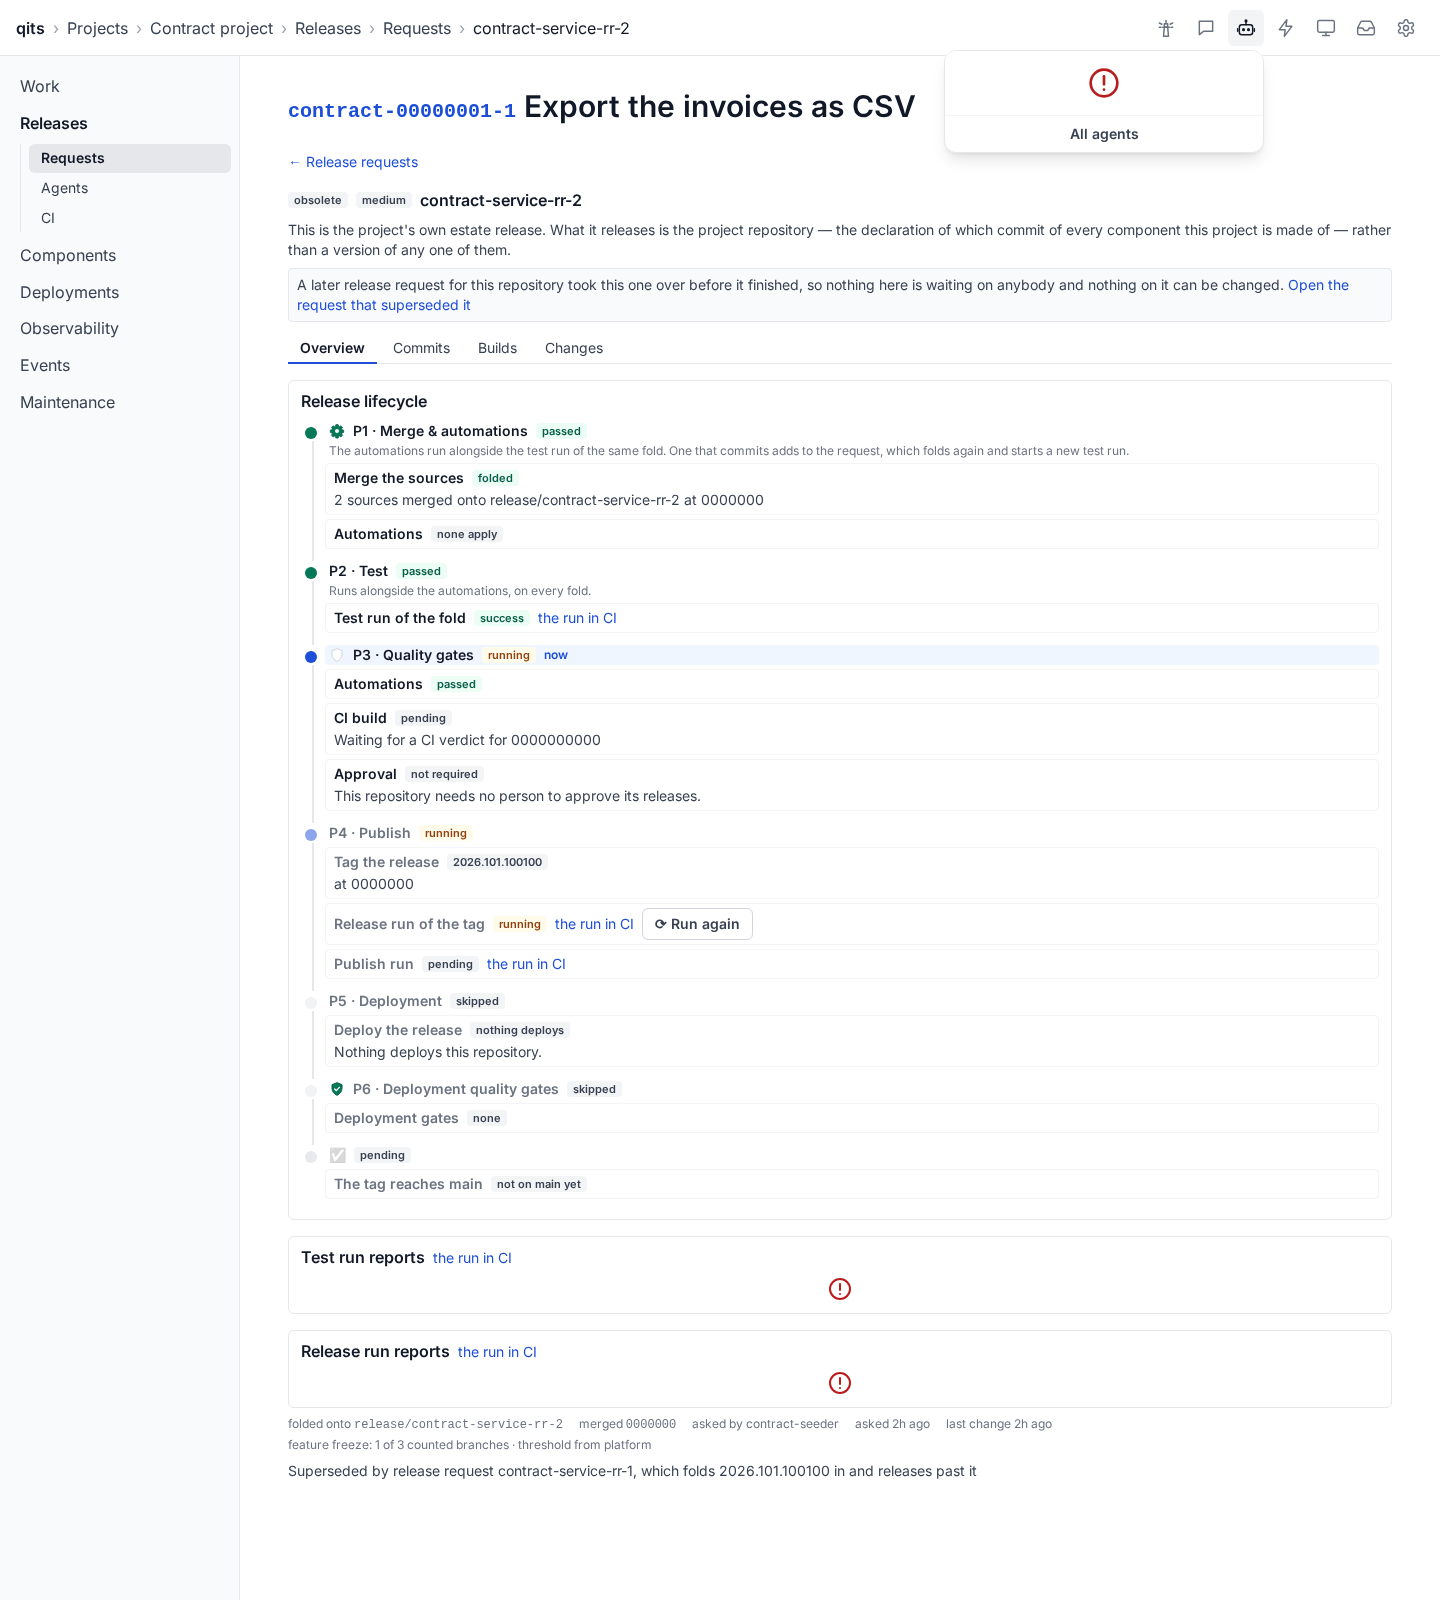 qits › Projects › Contract project › Releases › Requests › contract-service-rr-2
All agents
Work
Releases
Requests
Agents
CI
Components
Deployments
Observability
Events
Maintenance
contract-00000001-1 Export the invoices as CSV
← Release requests
obsolete medium contract-service-rr-2
This is the project's own estate release. What it releases is the project repository — the declaration of which commit of every component this project is made of — rather
than a version of any one of them.
A later release request for this repository took this one over before it finished, so nothing here is waiting on anybody and nothing on it can be changed. Open the
request that superseded it
Overview Commits Builds Changes
Release lifecycle
P1 · Merge & automations passed
The automations run alongside the test run of the same fold. One that commits adds to the request, which folds again and starts a new test run.
Merge the sources folded
2 sources merged onto release/contract-service-rr-2 at 0000000
Automations none apply
P2 · Test passed
Runs alongside the automations, on every fold.
Test run of the fold success the run in CI
P3 · Quality gates running now
Automations passed
CI build pending
Waiting for a CI verdict for 0000000000
Approval not required
This repository needs no person to approve its releases.
P4 · Publish running
Tag the release 2026.101.100100
at 0000000
Release run of the tag running the run in CI ⟳ Run again
Publish run pending the run in CI
P5 · Deployment skipped
Deploy the release nothing deploys
Nothing deploys this repository.
P6 · Deployment quality gates skipped
Deployment gates none
☑ pending
The tag reaches main not on main yet
Test run reports the run in CI
Release run reports the run in CI
folded onto release/contract-service-rr-2 merged 0000000 asked by contract-seeder asked 2h ago last change 2h ago
feature freeze: 1 of 3 counted branches · threshold from platform
Superseded by release request contract-service-rr-1, which folds 2026.101.100100 in and releases past it